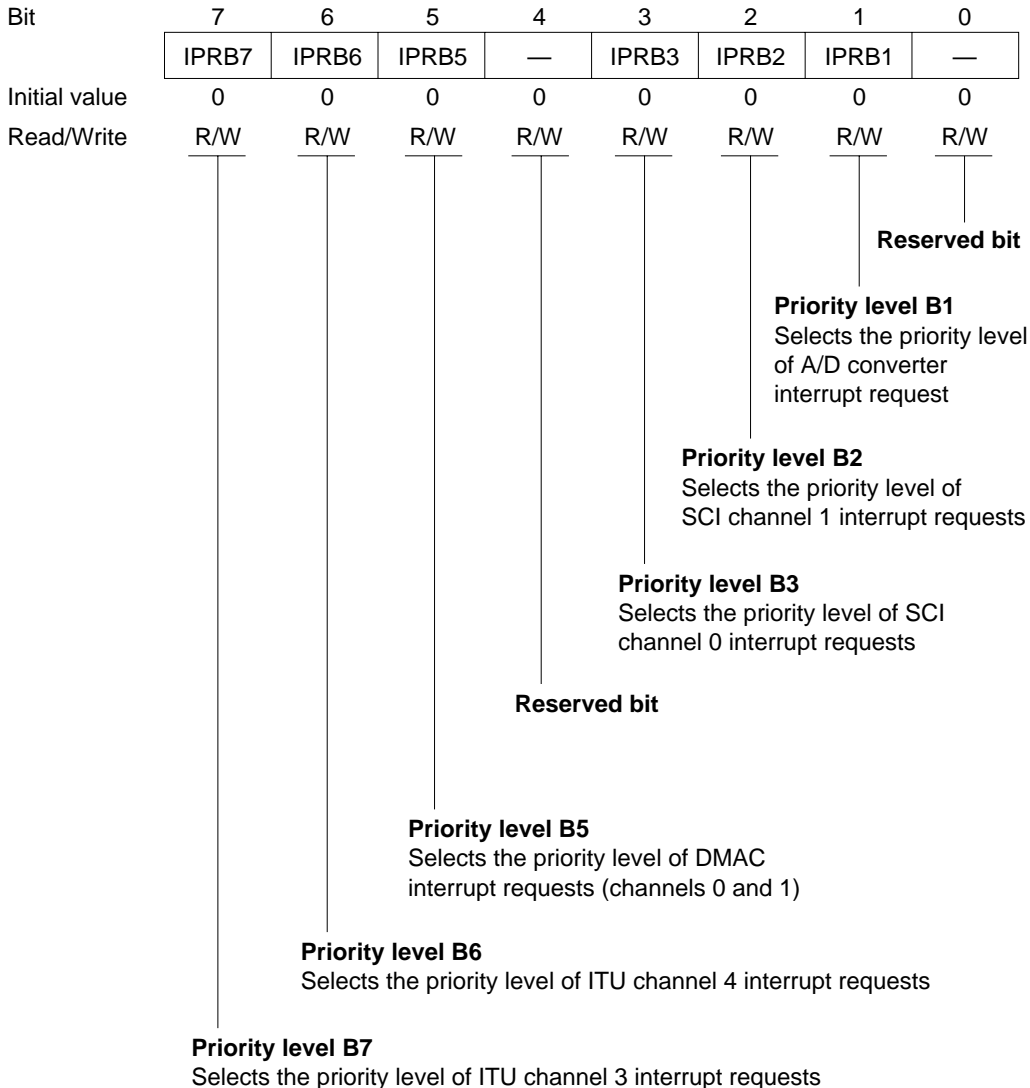 Bit 7 6 5 4 3 2 1 0
IPRB7 IPRB6 IPRB5 — IPRB3 IPRB2 IPRB1 —
Initial value 0 0 0 0 0 0 0 0
Read/Write R/W R/W R/W R/W R/W R/W R/W R/W
Reserved bit
Priority level B1
Selects the priority level
of A/D converter
interrupt request
Priority level B2
Selects the priority level of
SCI channel 1 interrupt requests
Priority level B3
Selects the priority level of SCI
channel 0 interrupt requests
Reserved bit
Priority level B5
Selects the priority level of DMAC
interrupt requests (channels 0 and 1)
Priority level B6
Selects the priority level of ITU channel 4 interrupt requests
Priority level B7
Selects the priority level of ITU channel 3 interrupt requests